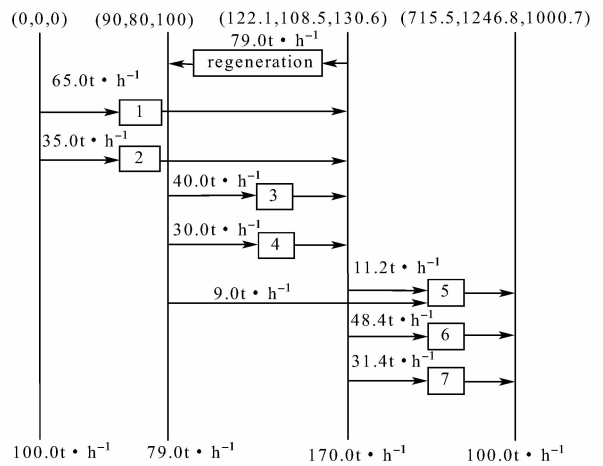 (0,0,0) (90,80,100) (122.1,108.5,130.6) (715.5,1246.8,1000.7)
79.0t• h⁻¹
regeneration
65.0t• h⁻¹
1
35.0t• h⁻¹
2
40.0t• h⁻¹
3
30.0t• h⁻¹
4
11.2t• h⁻¹
5
9.0t• h⁻¹
48.4t• h⁻¹
6
31.4t• h⁻¹
7
100.0t• h⁻¹ 79.0t• h⁻¹ 170.0t• h⁻¹ 100.0t• h⁻¹